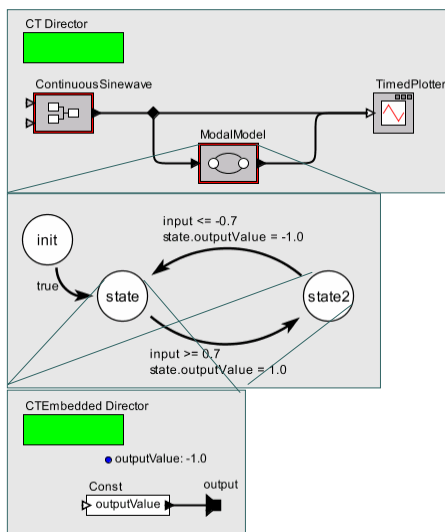 CT Director
ContinuousSinewave
TimedPlotter
ModalModel
input <= -0.7
state.outputValue = -1.0
init
true
state
state2
input >= 0.7
state.outputValue = 1.0
CTEmbedded Director
outputValue: -1.0
Const
output
outputValue